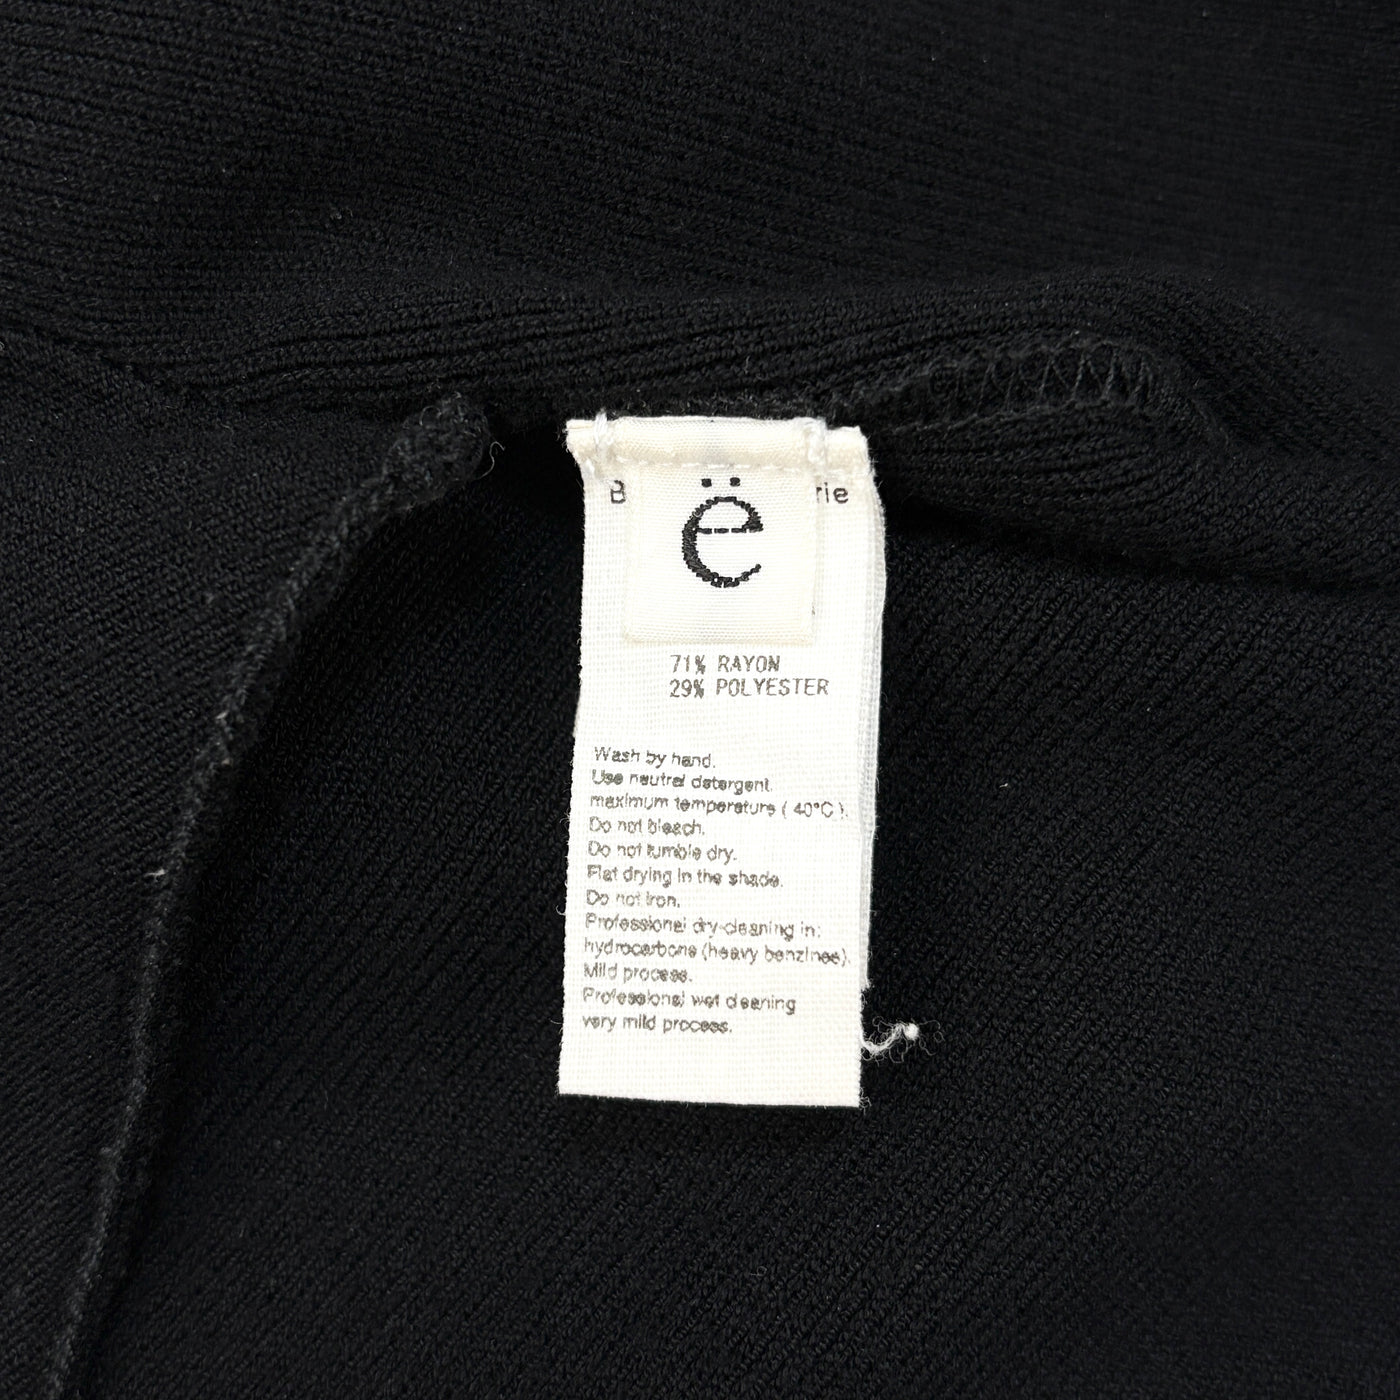 B rie
ë
71% RAYON
29% POLYESTER
Wash by hand.
Use neutral detergent.
maximum temperature ( 40°C ).
Do not bleach.
Do not tumble dry.
Flat drying in the shade.
Do not iron.
Professional dry-cleaning in:
hydrocarbons (heavy benzines).
Mild process.
Professional wet cleaning
very mild process.